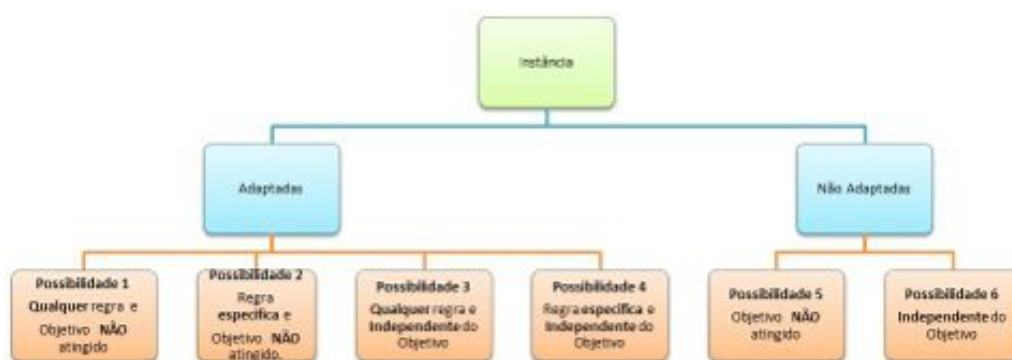 Instância
Adaptadas
Não Adaptadas
Possibilidade 1
Qualquer regra e
Objetivo NÃO
atingido
Possibilidade 2
Regra
específica e
Objetivo NÃO
atingido.
Possibilidade 3
Qualquer regra e
Independente do
Objetivo
Possibilidade 4
Regra específica e
Independente do
Objetivo
Possibilidade 5
Objetivo NÃO
atingido
Possibilidade 6
Independente do
Objetivo